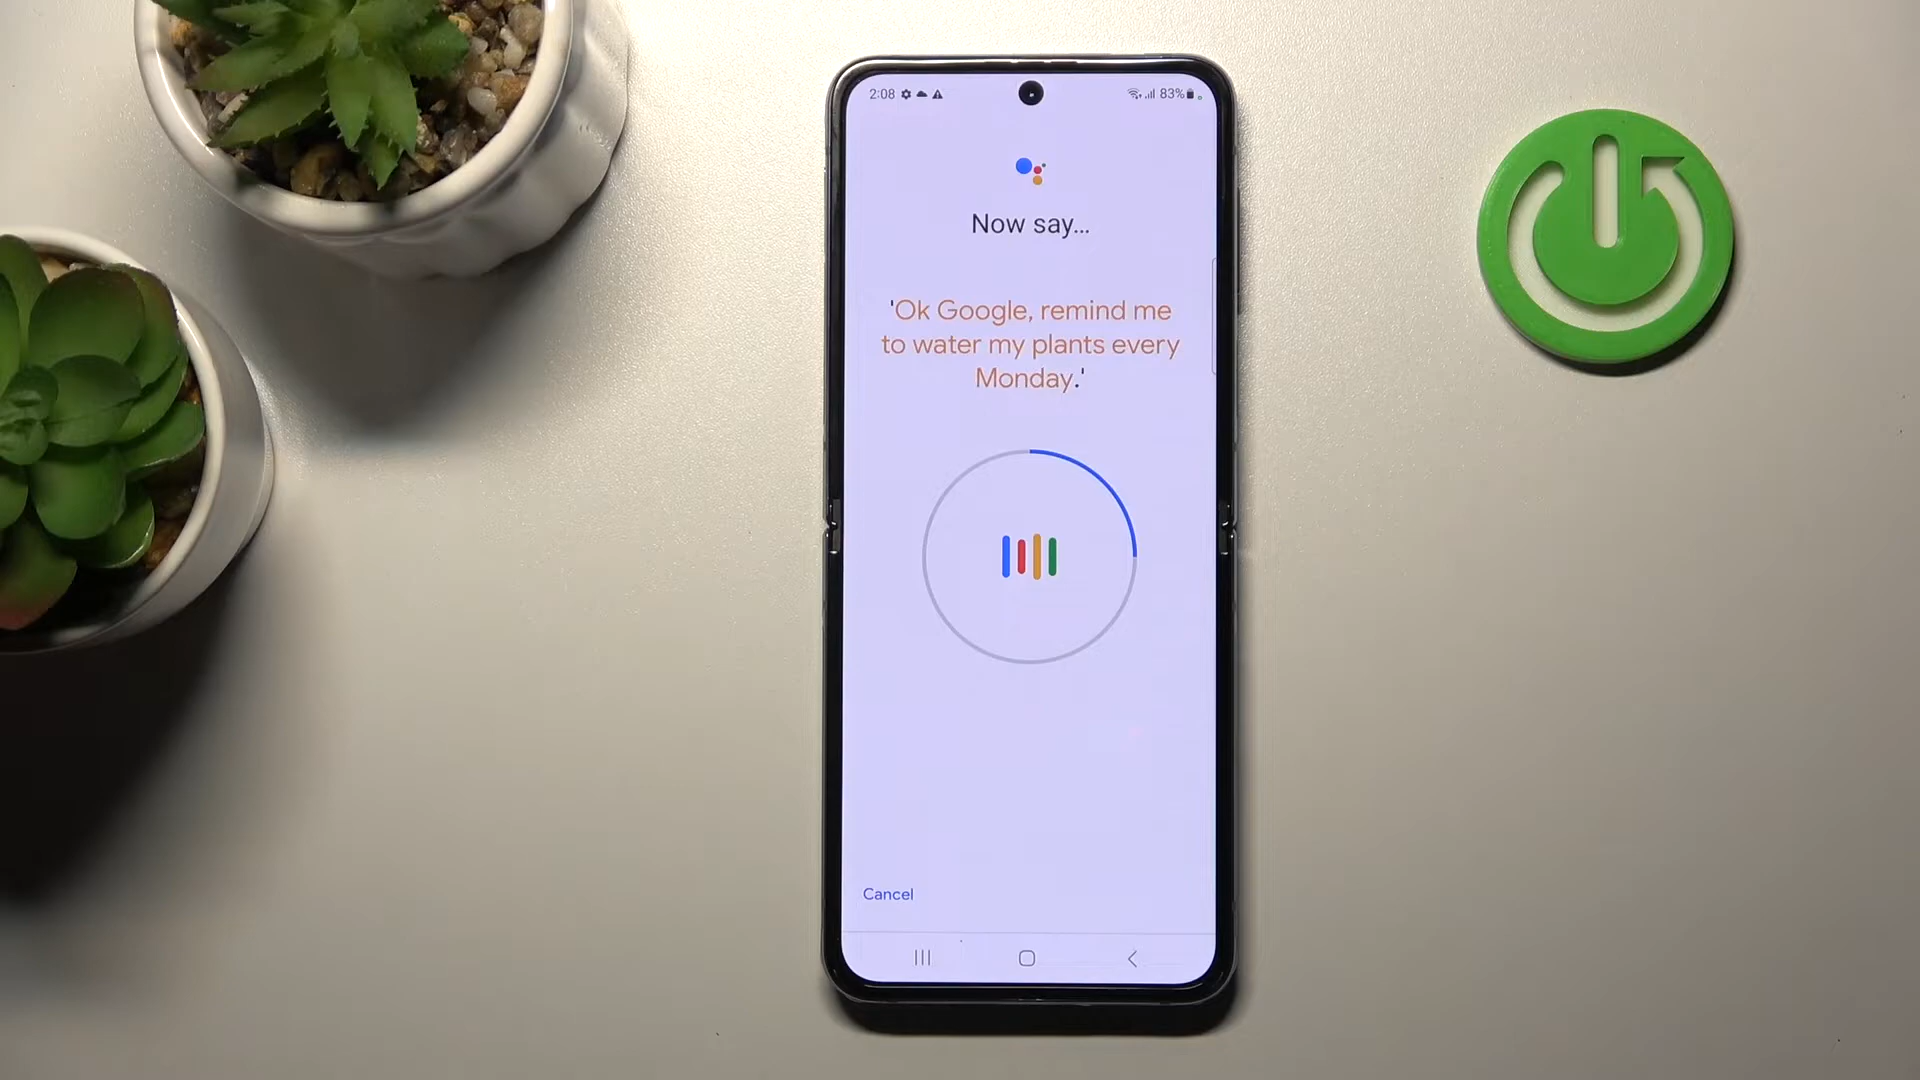 2:08
83%
Now say...
'Ok Google, remind me
to water my plants every
Monday.'
Cancel